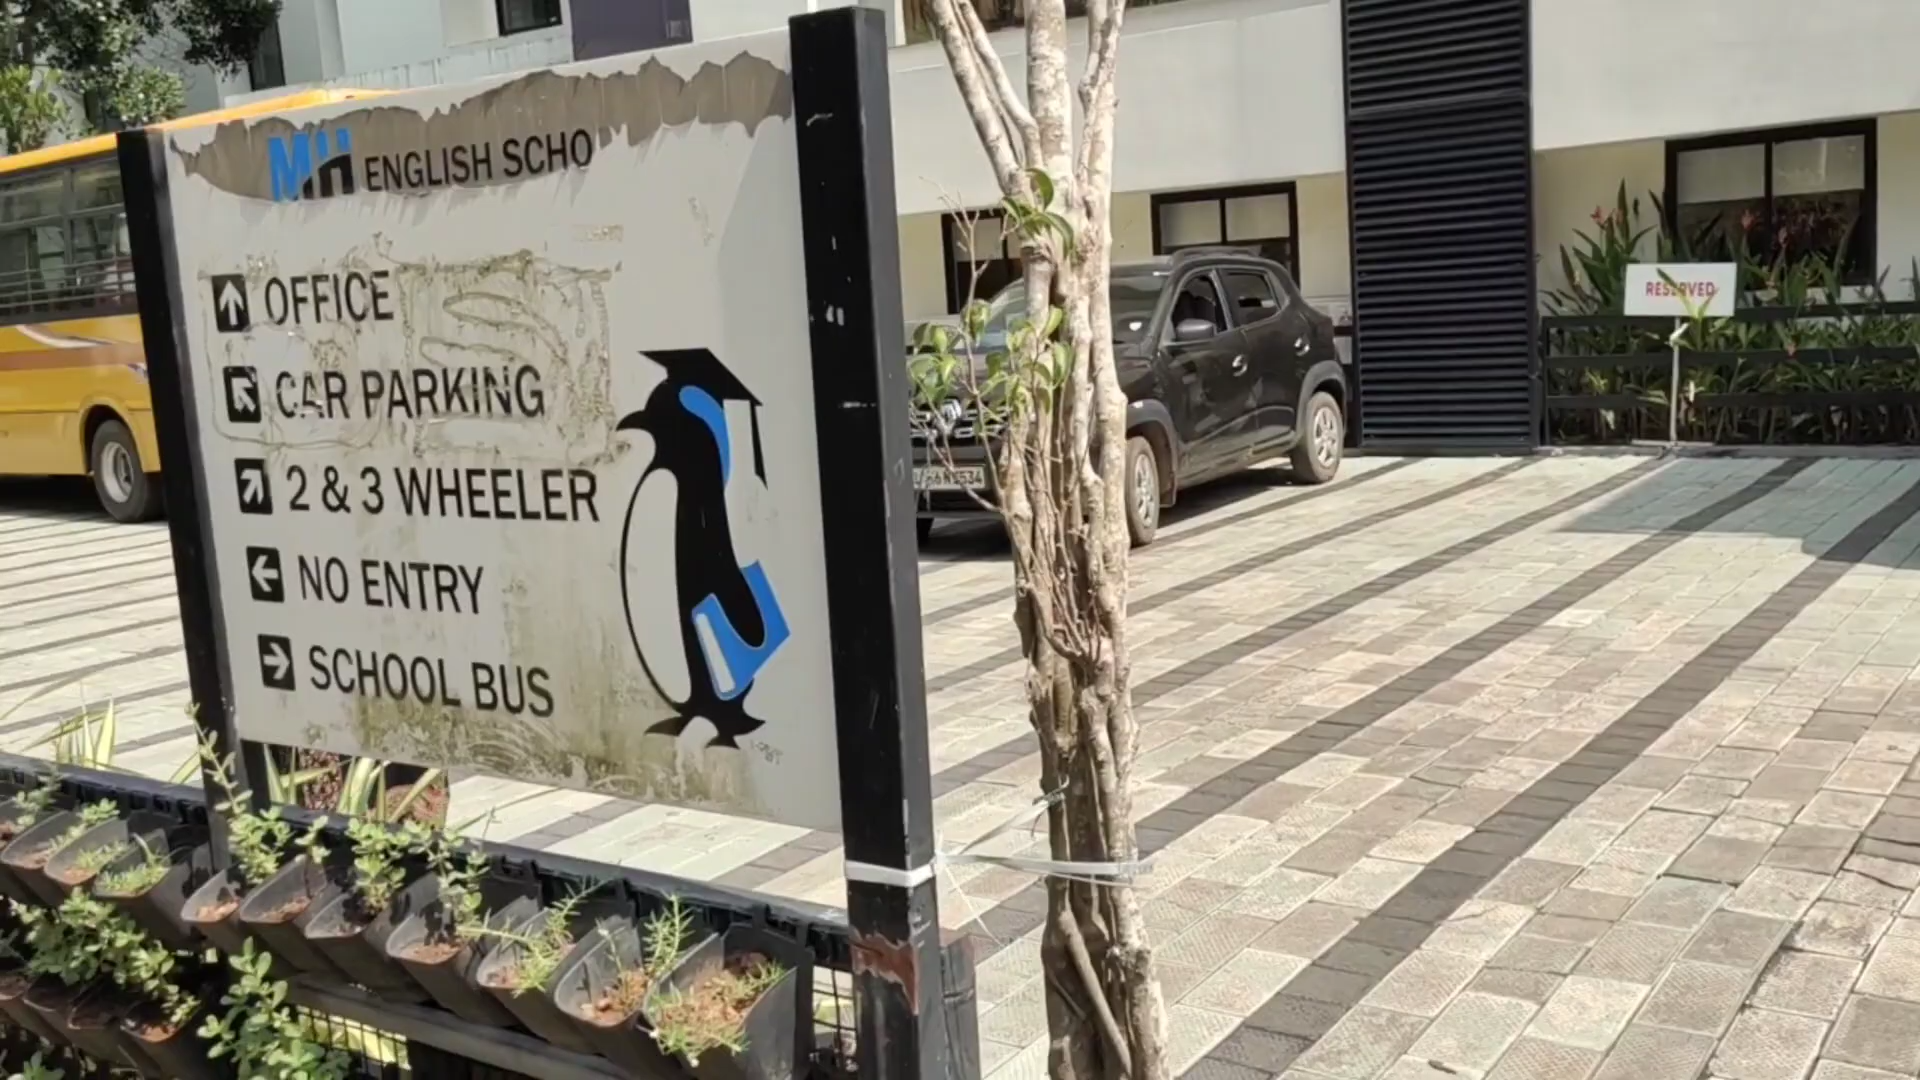 MH ENGLISH SCHO
OFFICE
CAR PARKING
2 & 3 WHEELER
NO ENTRY
SCHOOL BUS
RESERVED